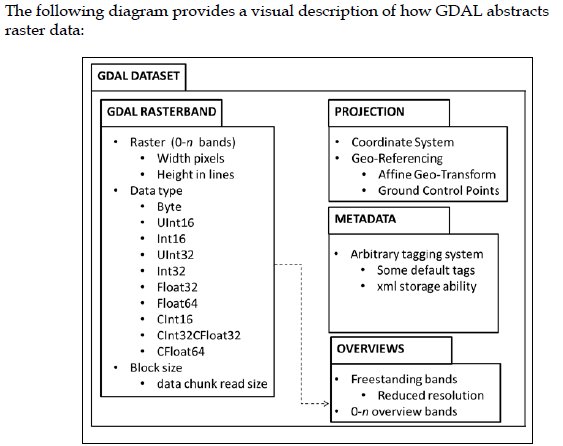 The following diagram provides a visual description of how GDAL abstracts
raster data:
GDAL DATASET
GDAL RASTERBAND
• Raster (0-n bands)
• Width pixels
• Height in lines
• Data type
• Byte
• UInt16
• Int16
• UInt32
• Int32
• Float32
• Float64
• CInt16
• CInt32CFloat32
• CFloat64
• Block size
• data chunk read size
PROJECTION
• Coordinate System
• Geo-Referencing
• Affine Geo-Transform
• Ground Control Points
METADATA
• Arbitrary tagging system
• Some default tags
• xml storage ability
OVERVIEWS
• Freestanding bands
• Reduced resolution
• 0-n overview bands